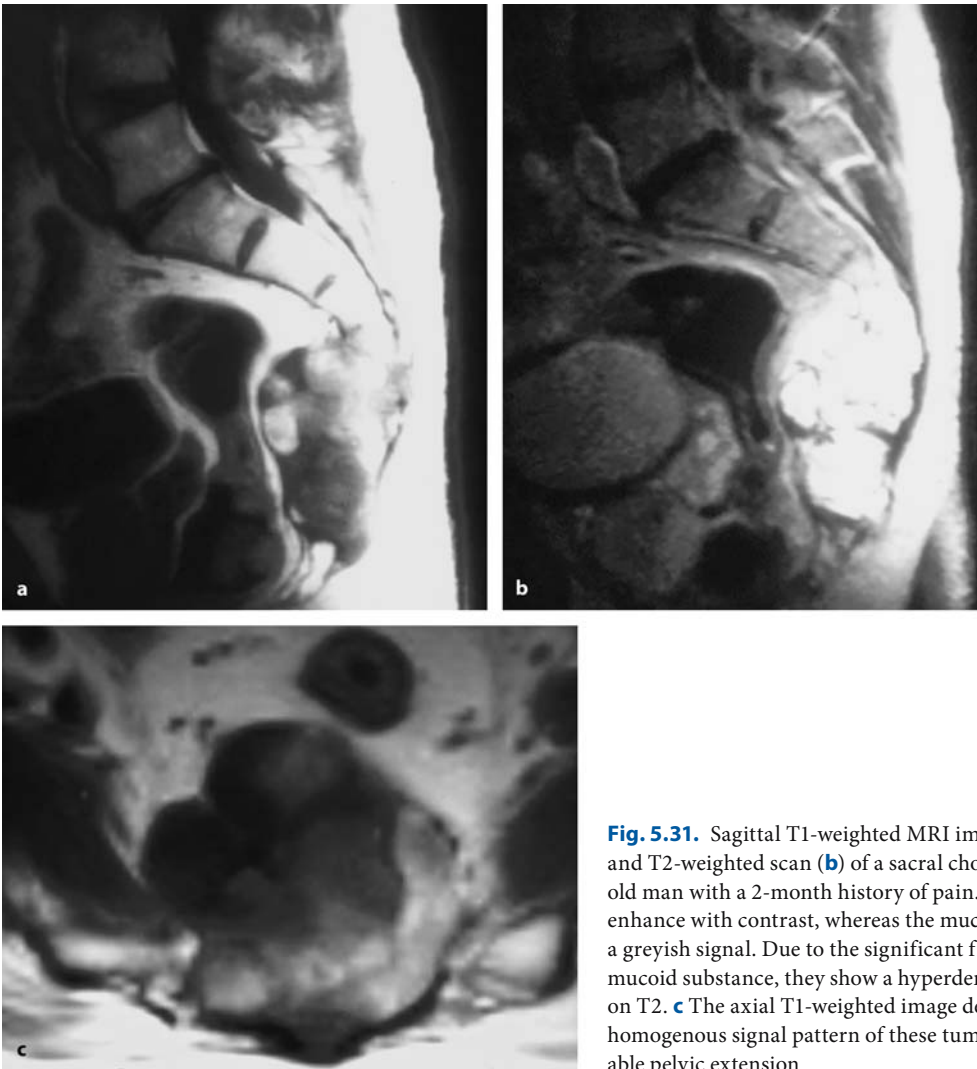 a
b
c
Fig. 5.31. Sagittal T1-weighted MRI im
and T2-weighted scan (b) of a sacral cho
old man with a 2-month history of pain.
enhance with contrast, whereas the muc
a greyish signal. Due to the significant f
mucoid substance, they show a hyperden
on T2. c The axial T1-weighted image de
homogenous signal pattern of these tum
able pelvic extension